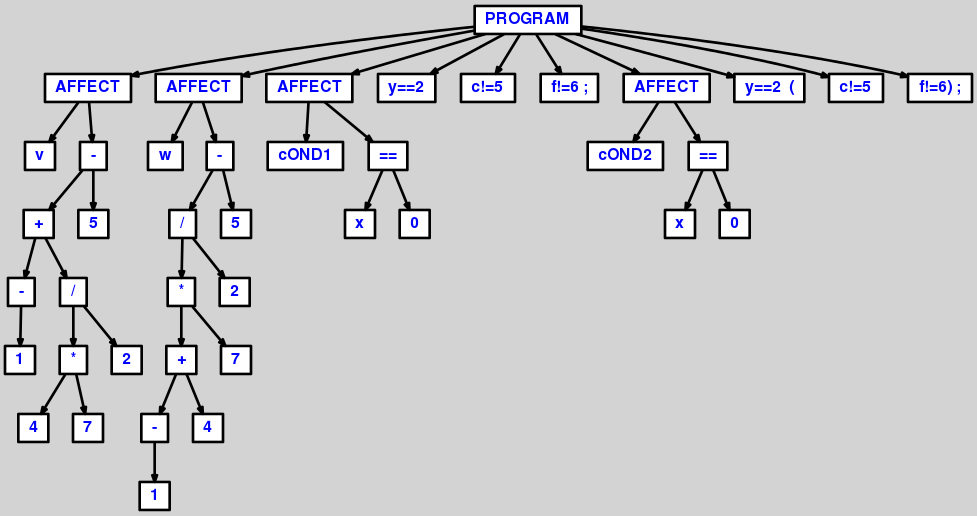 PROGRAM
AFFECT AFFECT AFFECT y==2 c!=5 f!=6 ; AFFECT y==2 ( c!=5 f!=6) ;
v - w - cOND1 == cOND2 ==
+ 5 / 5 x 0 x 0
- / * 2
1 * 2 + 7
4 7 - 4
1